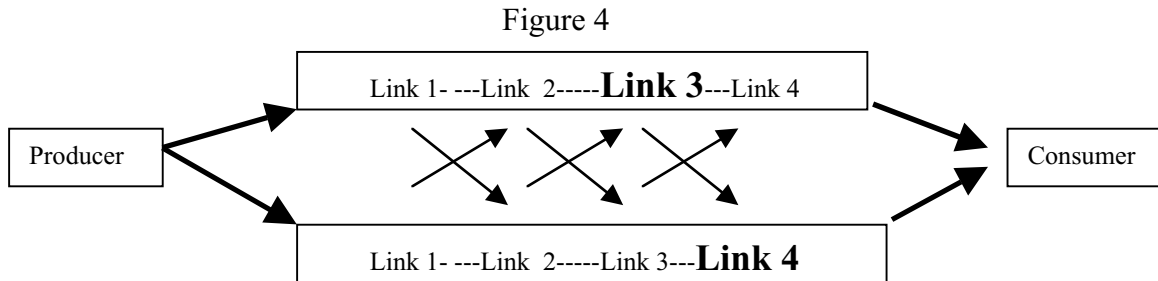 Figure 4
Link 1- ---Link 2-----Link 3---Link 4
Producer
Consumer
Link 1- ---Link 2-----Link 3---Link 4